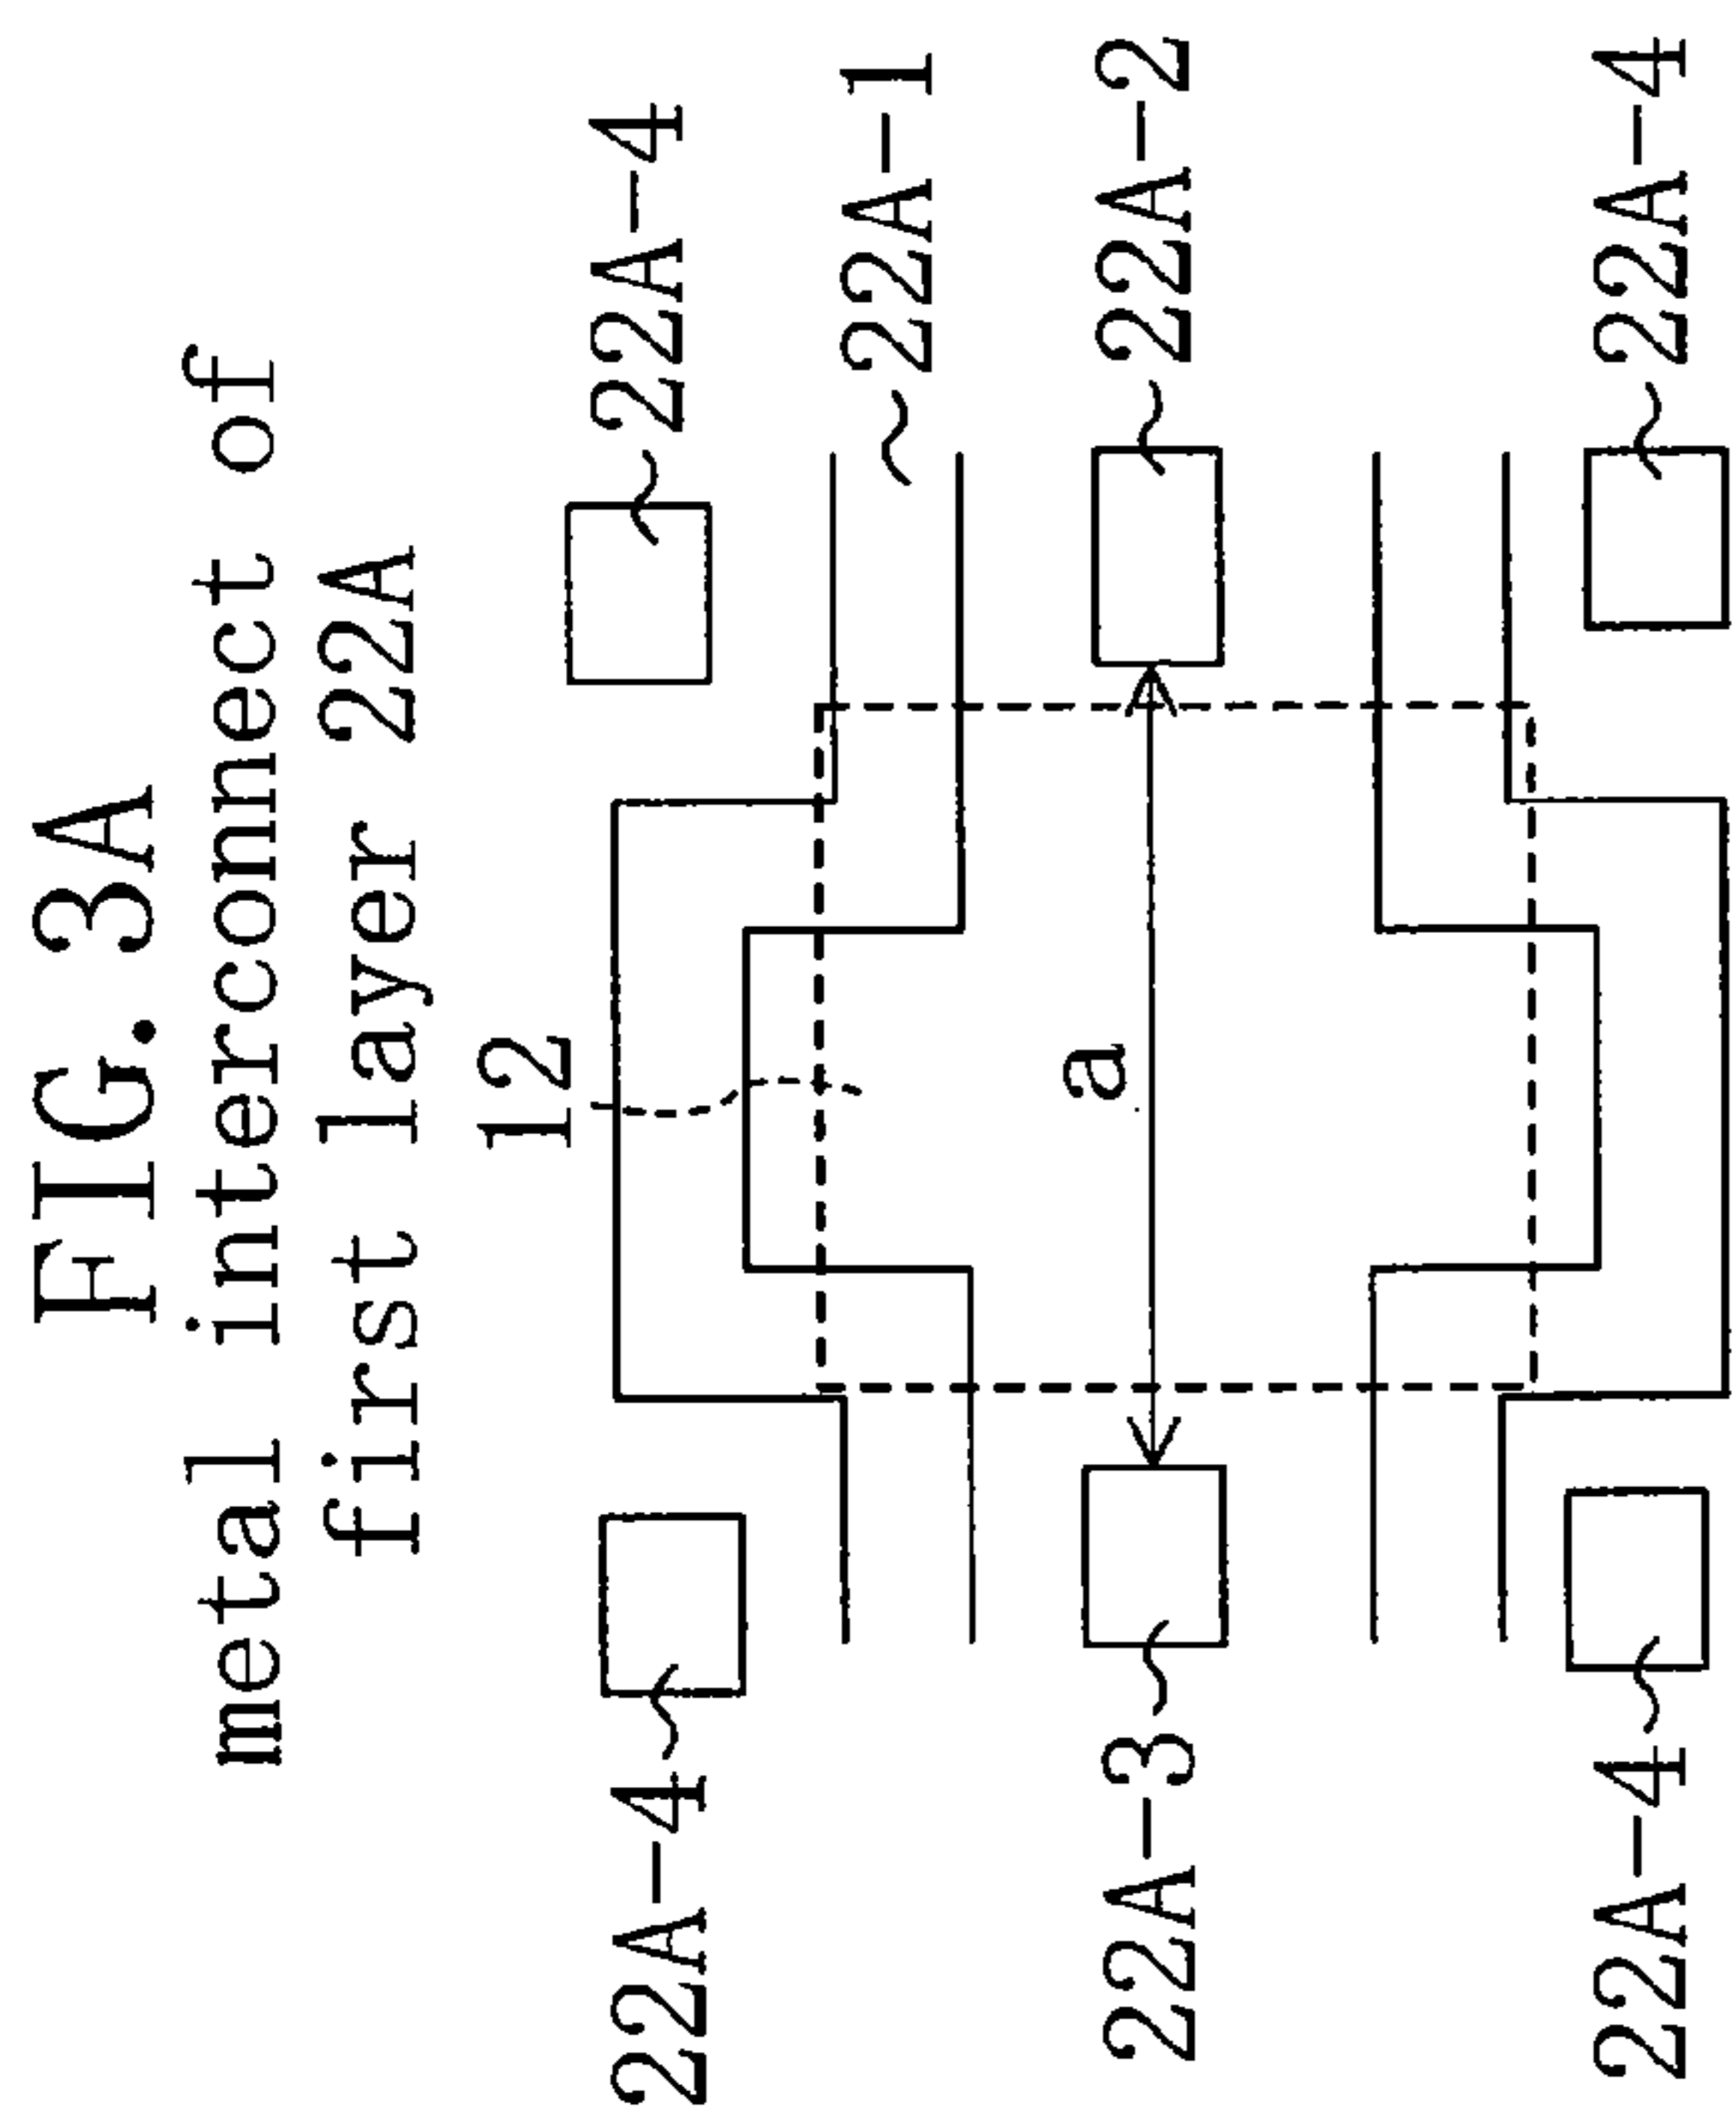 FIG. 3A
metal interconnect of
first layer 22A
12
22A-4
22A-4
22A-1
a
22A-3
22A-2
22A-4
22A-4